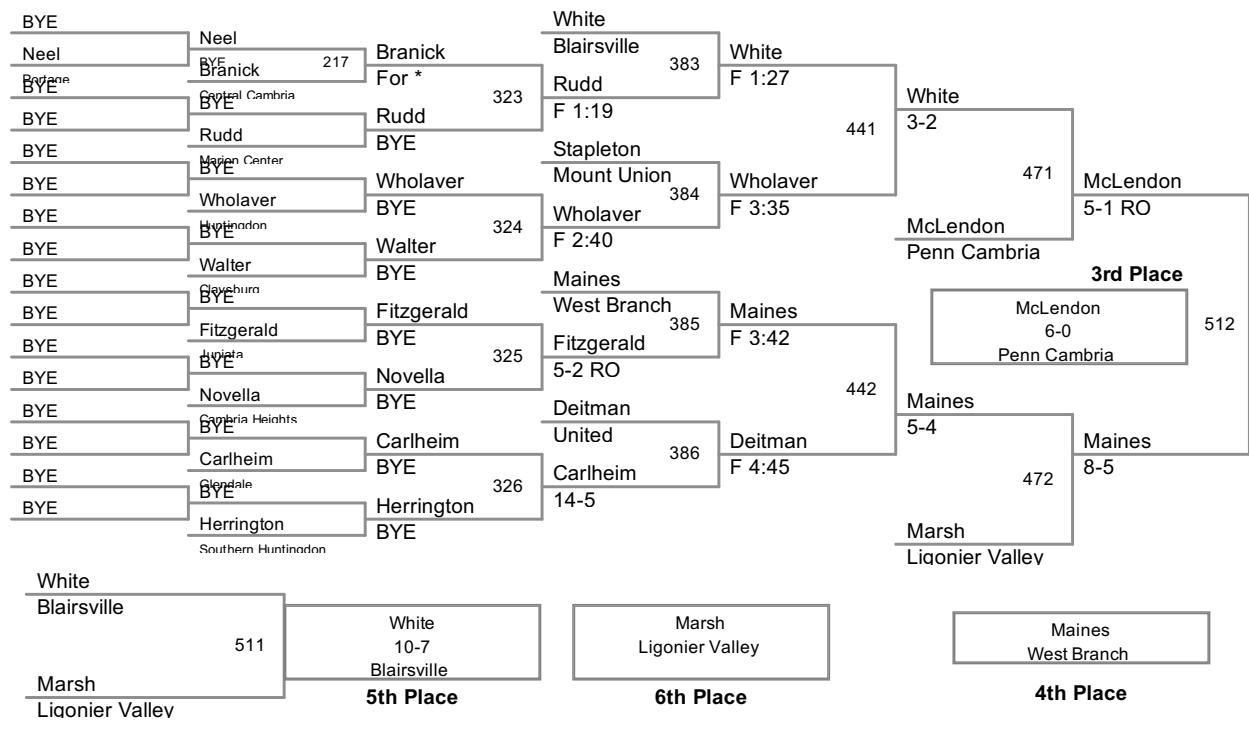 BYE
Neel
Portage
BYE
BYE
BYE
BYE
BYE
BYE
BYE
BYE
BYE
BYE
BYE
BYE
BYE
BYE
Neel
BYE
217
Branick
Central Cambria
BYE
Rudd
Marion Center
BYE
Wholaver
Huntingdon
BYE
Walter
Claysburg
BYE
Fitzgerald
Juniata
BYE
Novella
Cambria Heights
BYE
Carlheim
Glendale
BYE
Herrington
Southern Huntingdon
Branick
For *
323
Rudd
BYE
Wholaver
BYE
324
Walter
BYE
Fitzgerald
BYE
325
Novella
BYE
Carlheim
BYE
326
Herrington
BYE
White
Blairsville
383
Rudd
F 1:19
Stapleton
Mount Union
384
Wholaver
F 2:40
Maines
West Branch
385
Fitzgerald
5-2 RO
Deitman
United
386
Carlheim
14-5
White
F 1:27
441
Wholaver
F 3:35
Maines
F 3:42
442
Deitman
F 4:45
White
3-2
471
McLendon
Penn Cambria
Maines
5-4
472
Marsh
Ligonier Valley
McLendon
5-1 RO
3rd Place
McLendon
6-0
Penn Cambria
512
Maines
8-5
White
Blairsville
511
Marsh
Ligonier Valley
White
10-7
Blairsville
5th Place
Marsh
Ligonier Valley
6th Place
Maines
West Branch
4th Place